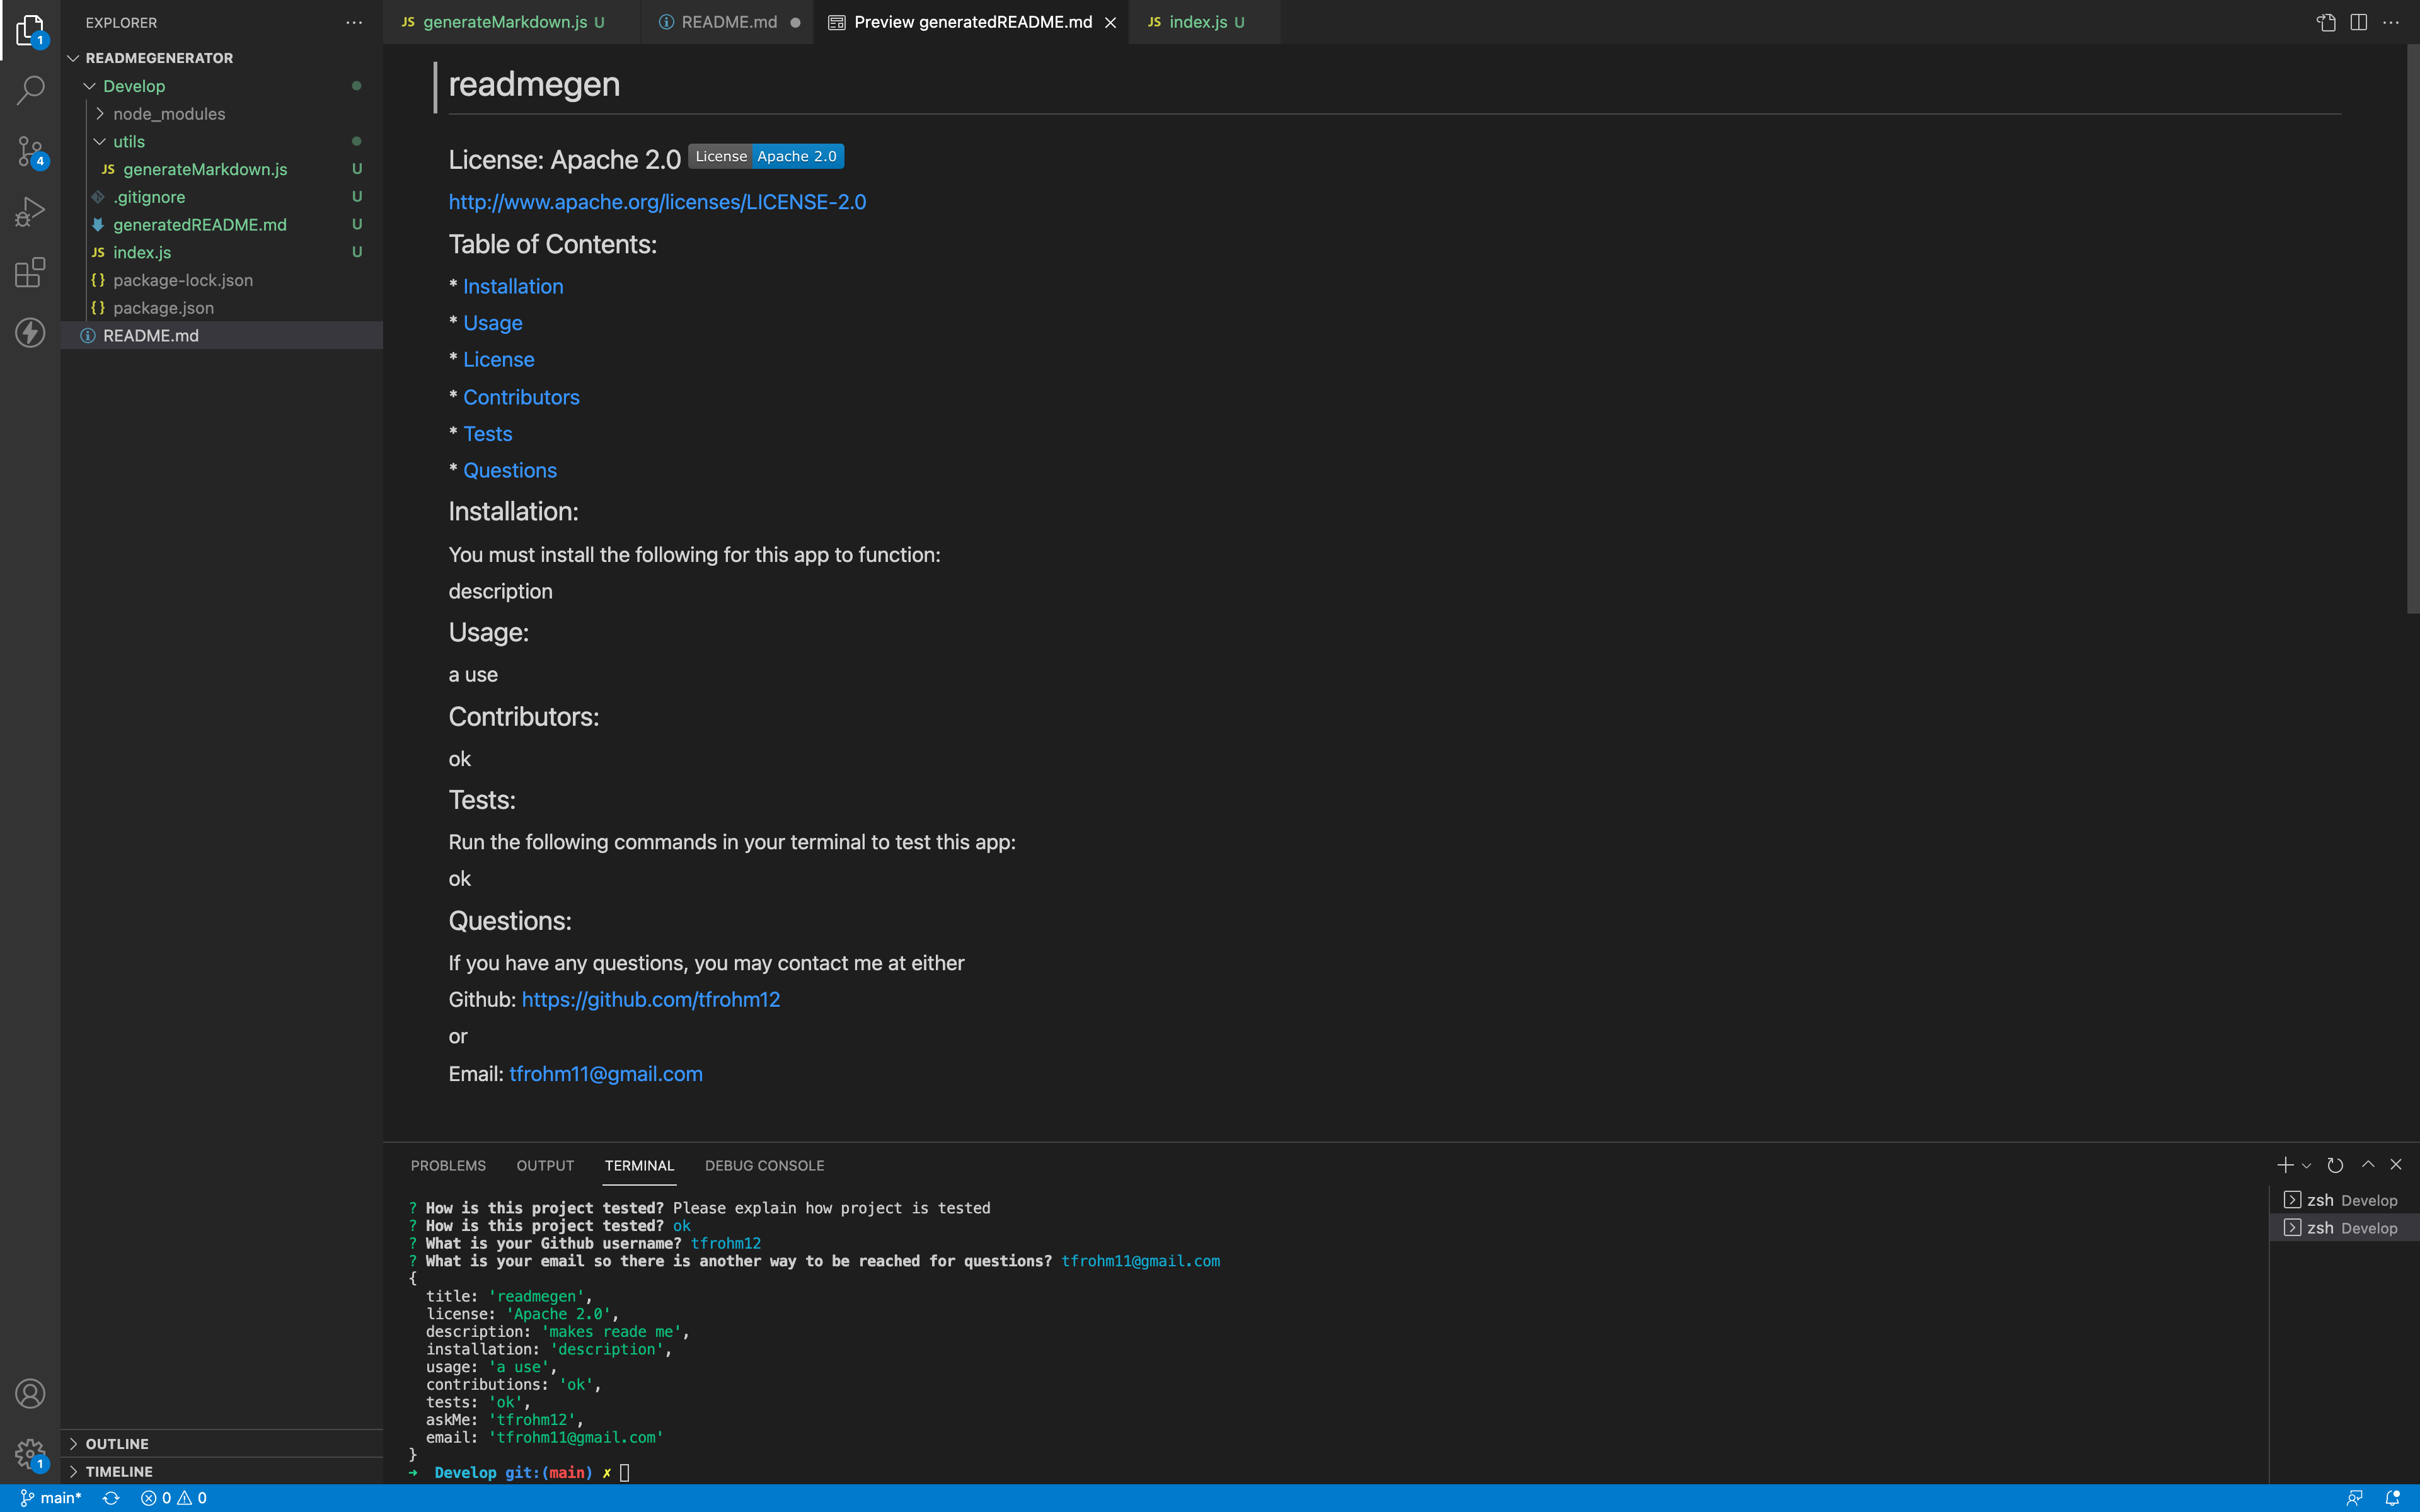 EXPLORER
READMEGENERATOR
Develop
node_modules
utils
JS generateMarkdown.js U
.gitignore U
generatedREADME.md U
JS index.js U
{} package-lock.json
{} package.json
README.md
OUTLINE
TIMELINE
1
4
1
JS generateMarkdown.js U
README.md
Preview generatedREADME.md
JS index.js U
readmegen
License: Apache 2.0 License Apache 2.0
http://www.apache.org/licenses/LICENSE-2.0
Table of Contents:
* Installation
* Usage
* License
* Contributors
* Tests
* Questions
Installation:
You must install the following for this app to function:
description
Usage:
a use
Contributors:
ok
Tests:
Run the following commands in your terminal to test this app:
ok
Questions:
If you have any questions, you may contact me at either
Github: https://github.com/tfrohm12
or
Email: tfrohm11@gmail.com
PROBLEMS OUTPUT TERMINAL DEBUG CONSOLE
? How is this project tested? Please explain how project is tested
? How is this project tested? ok
? What is your Github username? tfrohm12
? What is your email so there is another way to be reached for questions? tfrohm11@gmail.com
{
title: 'readmegen',
license: 'Apache 2.0',
description: 'makes reade me',
installation: 'description',
usage: 'a use',
contributions: 'ok',
tests: 'ok',
askMe: 'tfrohm12',
email: 'tfrohm11@gmail.com'
}
➜ Develop git:(main) ✗
zsh Develop
zsh Develop
main* 0 0